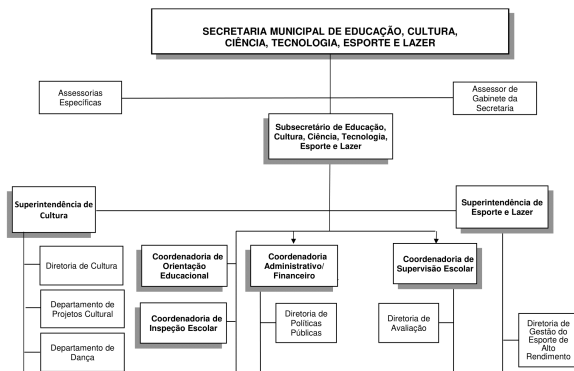 SECRETARIA MUNICIPAL DE EDUCAÇÃO, CULTURA,
CIÊNCIA, TECNOLOGIA, ESPORTE E LAZER
Assessorias
Específicas
Assessor de
Gabinete da
Secretaria
Subsecretário de Educação,
Cultura, Ciência, Tecnologia,
Esporte e Lazer
Superintendência de
Cultura
Superintendência de
Esporte e Lazer
Diretoria de Cultura
Coordenadoria de
Orientação
Educacional
Coordenadoria
Administrativo/
Financeiro
Coordenadoria de
Supervisão Escolar
Departamento de
Projetos Cultural
Coordenadoria de
Inspeção Escolar
Diretoria de
Políticas
Públicas
Diretoria de
Avaliação
Diretoria de
Gestão do
Esporte de
Alto
Rendimento
Departamento de
Dança